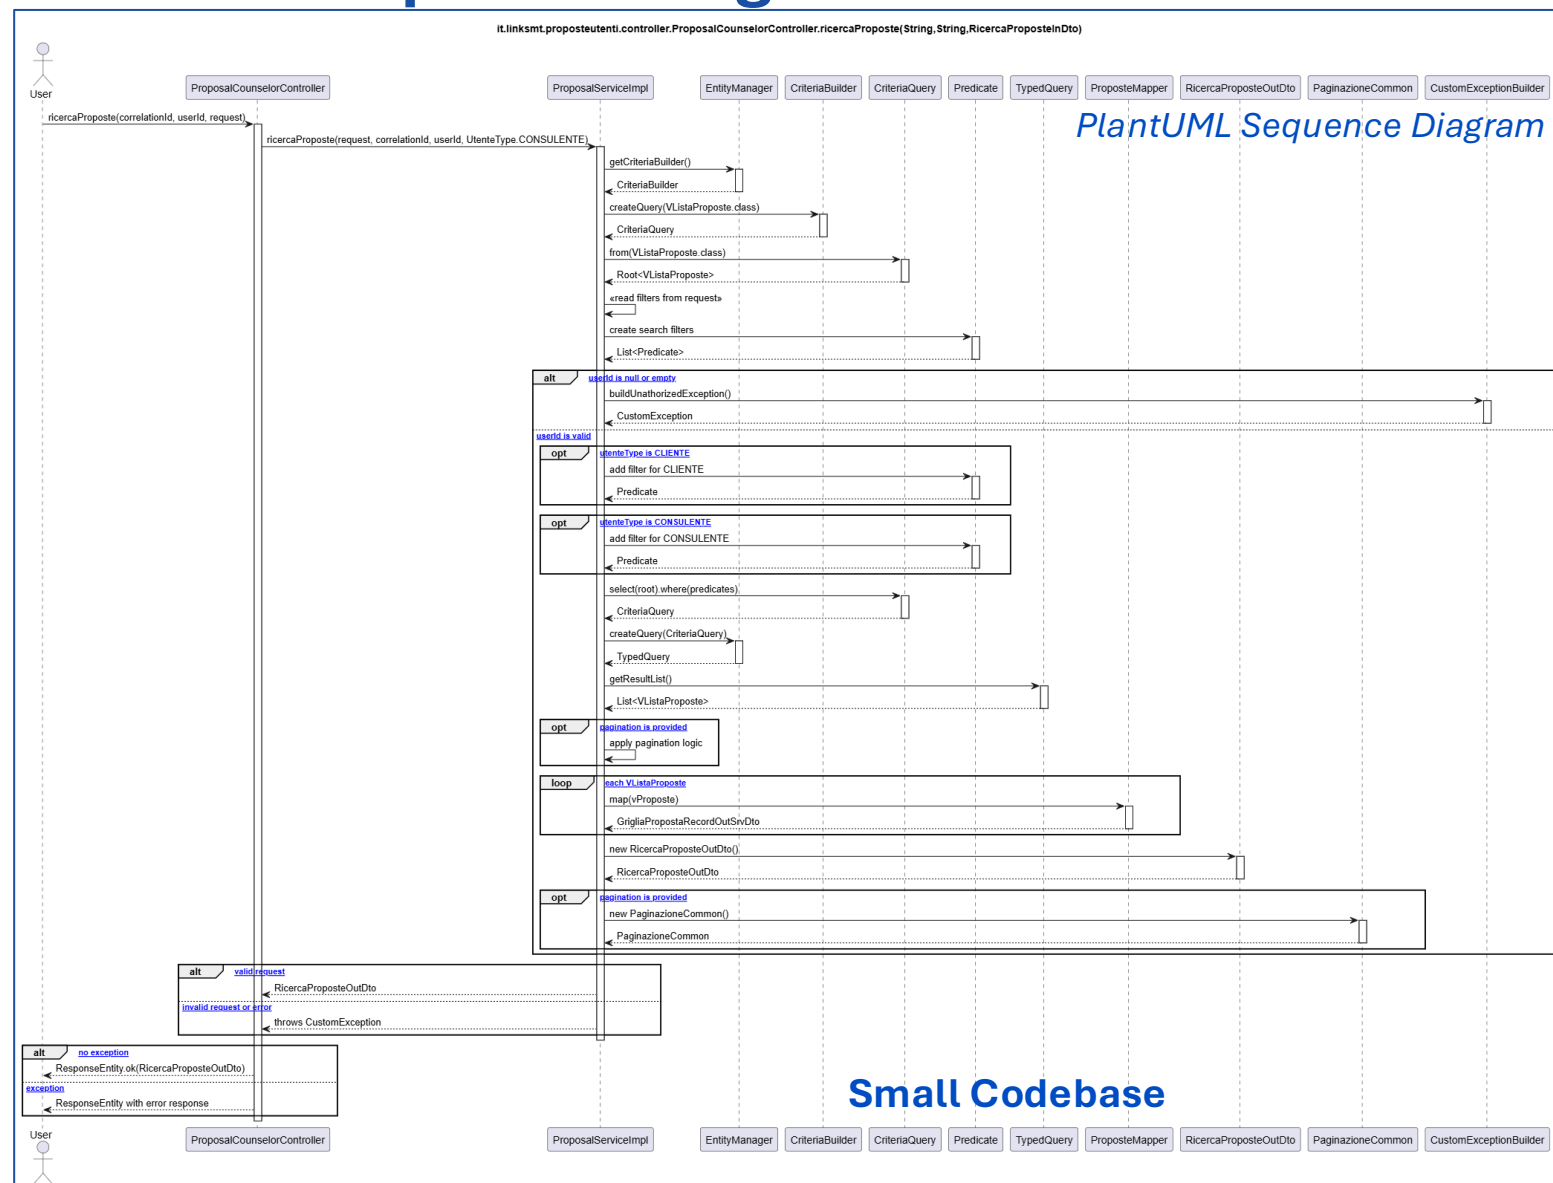 it.linksmt.proposteutenti.controller.ProposalCounselorController.ricercaProposte(String,String,RicercaProposteInDto)
User
ProposalCounselorController
ProposalServiceImpl
EntityManager
CriteriaBuilder
CriteriaQuery
Predicate
TypedQuery
ProposteMapper
RicercaProposteOutDto
PaginazioneCommon
CustomExceptionBuilder
PlantUML Sequence Diagram
ricercaProposte(correlationId, userId, request)
ricercaProposte(request, correlationId, userId, UtenteType.CONSULENTE)
getCriteriaBuilder()
CriteriaBuilder
createQuery(VListaProposte.class)
CriteriaQuery
from(VListaProposte.class)
Root<VListaProposte>
«read filters from request»
create search filters
List<Predicate>
alt
userId is null or empty
buildUnathorizedException()
CustomException
userId is valid
opt
utenteType is CLIENTE
add filter for CLIENTE
Predicate
opt
utenteType is CONSULENTE
add filter for CONSULENTE
Predicate
select(root).where(predicates)
CriteriaQuery
createQuery(CriteriaQuery)
TypedQuery
getResultList()
List<VListaProposte>
opt
pagination is provided
apply pagination logic
loop
each VListaProposte
map(vProposte)
GrigliaPropostaRecordOutSrvDto
new RicercaProposteOutDto()
RicercaProposteOutDto
opt
pagination is provided
new PaginazioneCommon()
PaginazioneCommon
alt
valid request
RicercaProposteOutDto
invalid request or error
throws CustomException
alt
no exception
ResponseEntity.ok(RicercaProposteOutDto)
exception
ResponseEntity with error response
Small Codebase
User
ProposalCounselorController
ProposalServiceImpl
EntityManager
CriteriaBuilder
CriteriaQuery
Predicate
TypedQuery
ProposteMapper
RicercaProposteOutDto
PaginazioneCommon
CustomExceptionBuilder